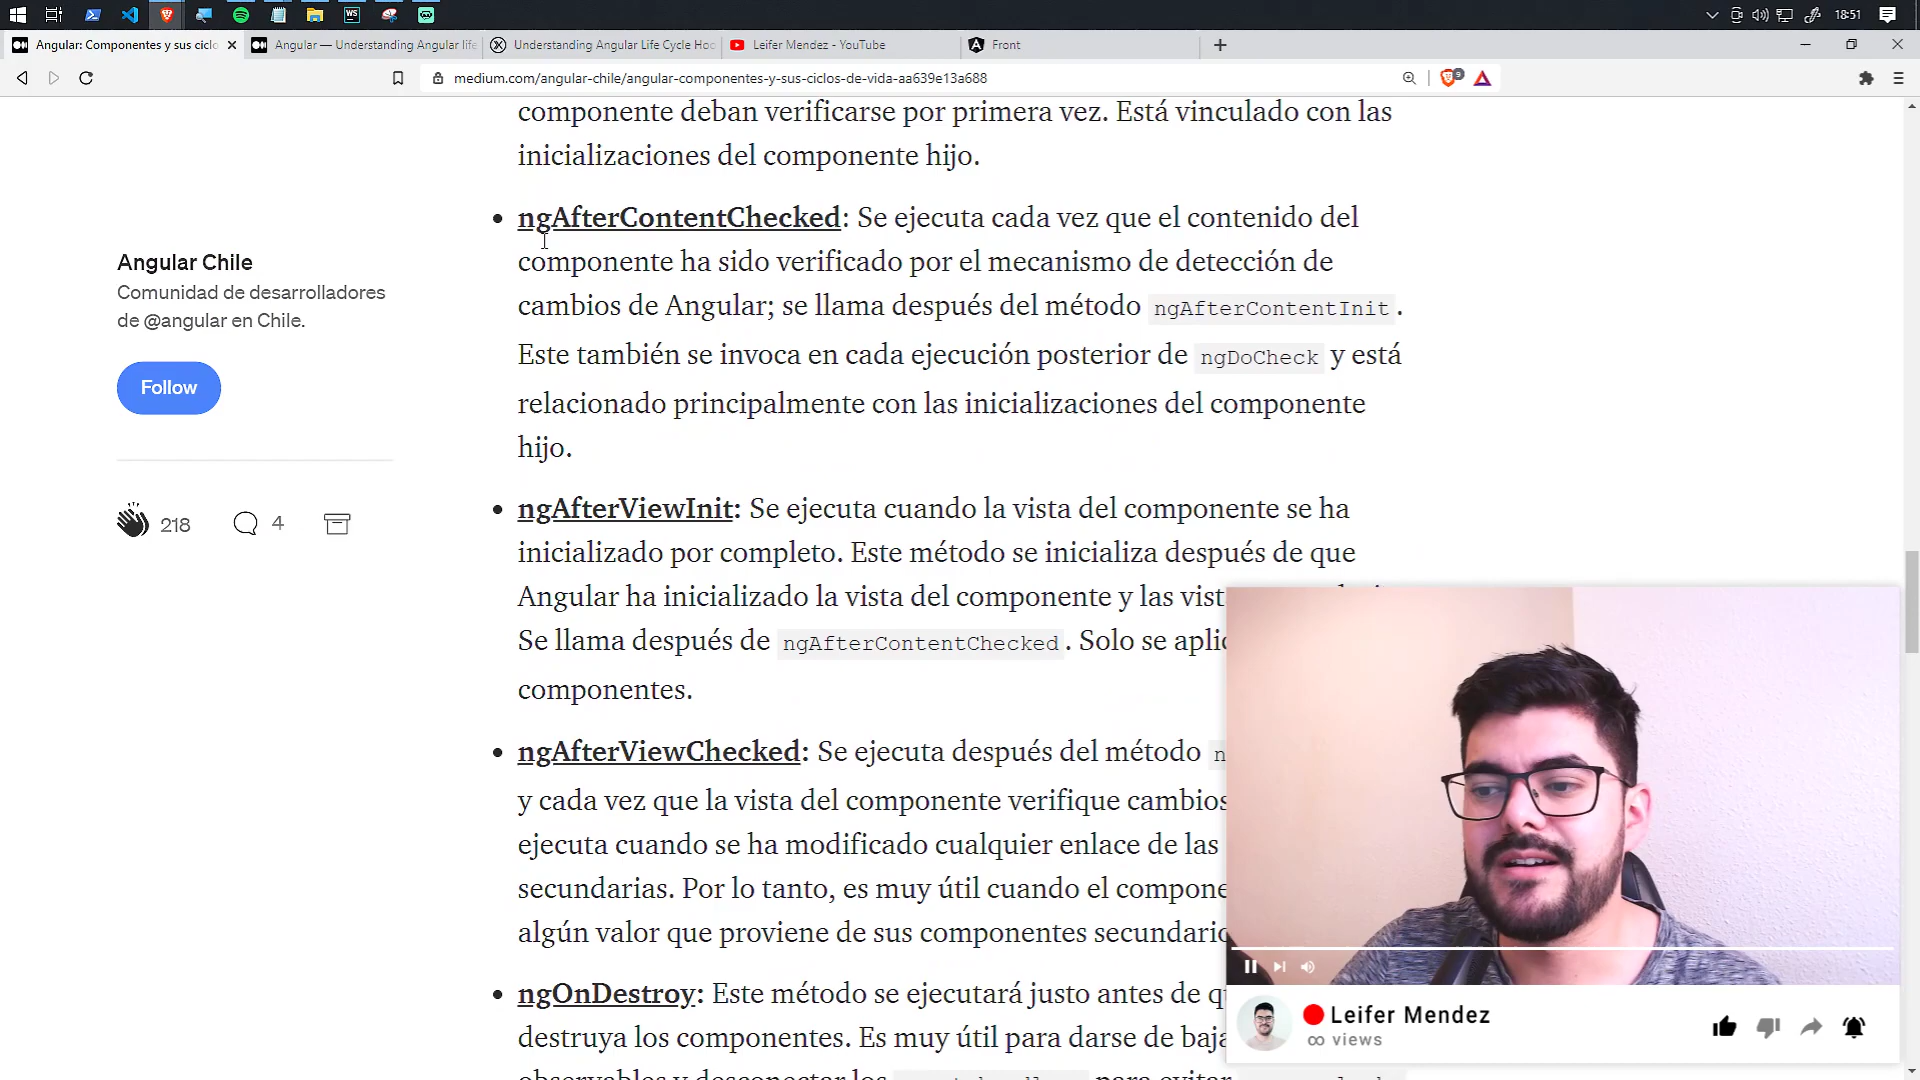 18:51
Angular: Componentes y sus ciclo
Angular — Understanding Angular life
Understanding Angular Life Cycle Hoo
Leifer Mendez - YouTube
Front
medium.com/angular-chile/angular-componentes-y-sus-ciclos-de-vida-aa639e13a688
9
componente deban verificarse por primera vez. Está vinculado con las
inicializaciones del componente hijo.
Angular Chile
Comunidad de desarrolladores
de @angular en Chile.
Follow
218
4
• ngAfterContentChecked: Se ejecuta cada vez que el contenido del
componente ha sido verificado por el mecanismo de detección de
cambios de Angular; se llama después del método ngAfterContentInit.
Este también se invoca en cada ejecución posterior de ngDoCheck y está
relacionado principalmente con las inicializaciones del componente
hijo.
• ngAfterViewInit: Se ejecuta cuando la vista del componente se ha
inicializado por completo. Este método se inicializa después de que
Angular ha inicializado la vista del componente y las vist
Se llama después de ngAfterContentChecked. Solo se aplic
componentes.
• ngAfterViewChecked: Se ejecuta después del método n
y cada vez que la vista del componente verifique cambios
ejecuta cuando se ha modificado cualquier enlace de las
secundarias. Por lo tanto, es muy útil cuando el compone
algún valor que proviene de sus componentes secundario
• ngOnDestroy: Este método se ejecutará justo antes de q
destruya los componentes. Es muy útil para darse de baja
observables y desconectar los
para evitar
Leifer Mendez
∞ views